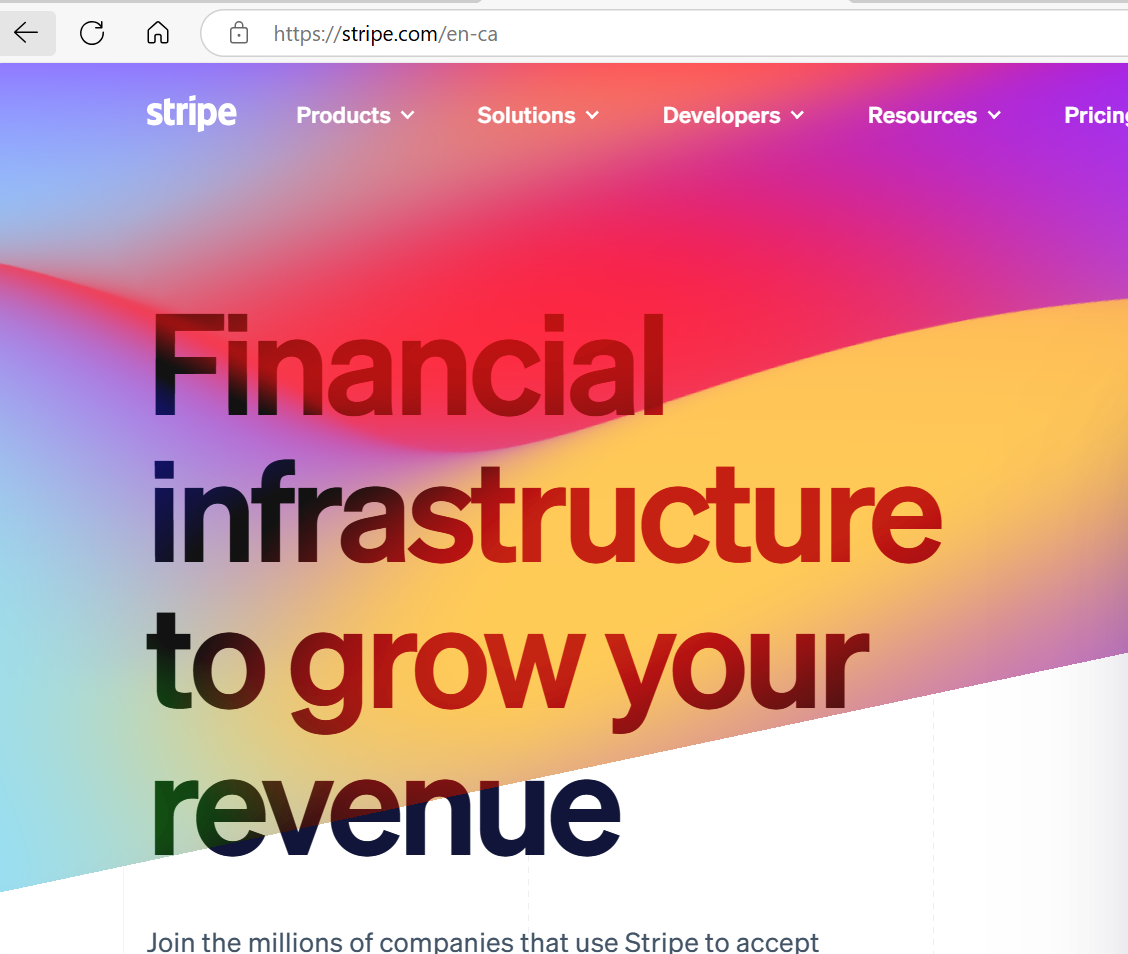 https://stripe.com/en-ca
stripe Products Solutions Developers Resources
Financial
infrastructure
to grow your
revenue
Join the millions of companies that use Stripe to accept